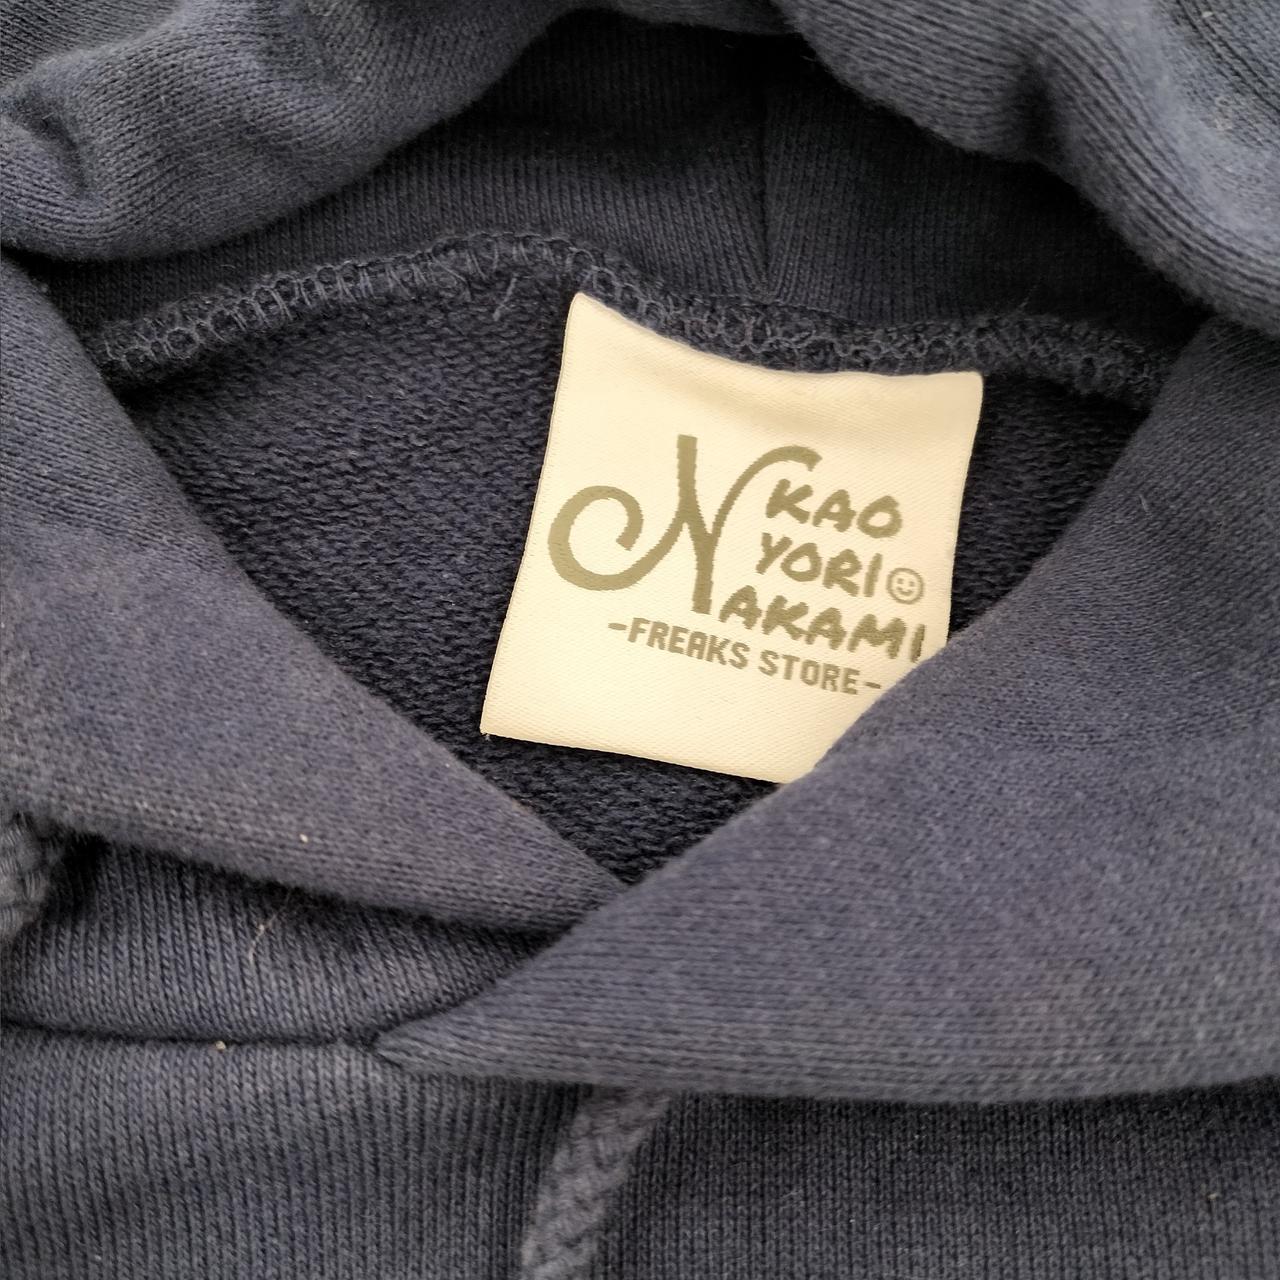 KAO
YORI
NAKAMI
-FREAKS STORE-